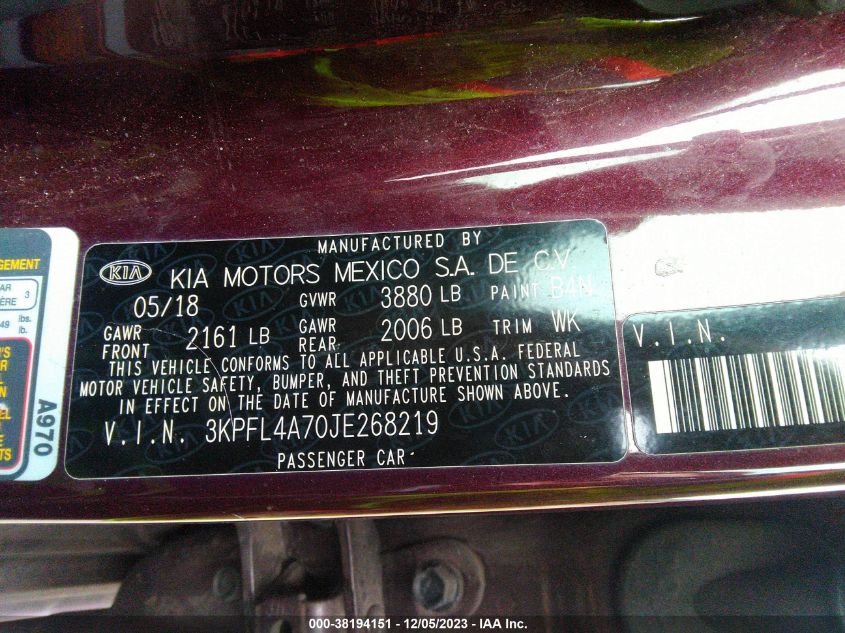 MANUFACTURED BY
KIA KIA MOTORS MEXICO S.A. DE C.V.
05/18 GVWR 3880 LB PAINT B4N
GAWR FRONT 2161 LB GAWR REAR 2006 LB TRIM WK
THIS VEHICLE CONFORMS TO ALL APPLICABLE U.S.A. FEDERAL
MOTOR VEHICLE SAFETY, BUMPER, AND THEFT PREVENTION STANDARDS
IN EFFECT ON THE DATE OF MANUFACTURE SHOWN ABOVE.
V.I.N. 3KPFL4A70JE268219
PASSENGER CAR
V.I.N.
A970
000-38194151 - 12/05/2023 - IAA Inc.